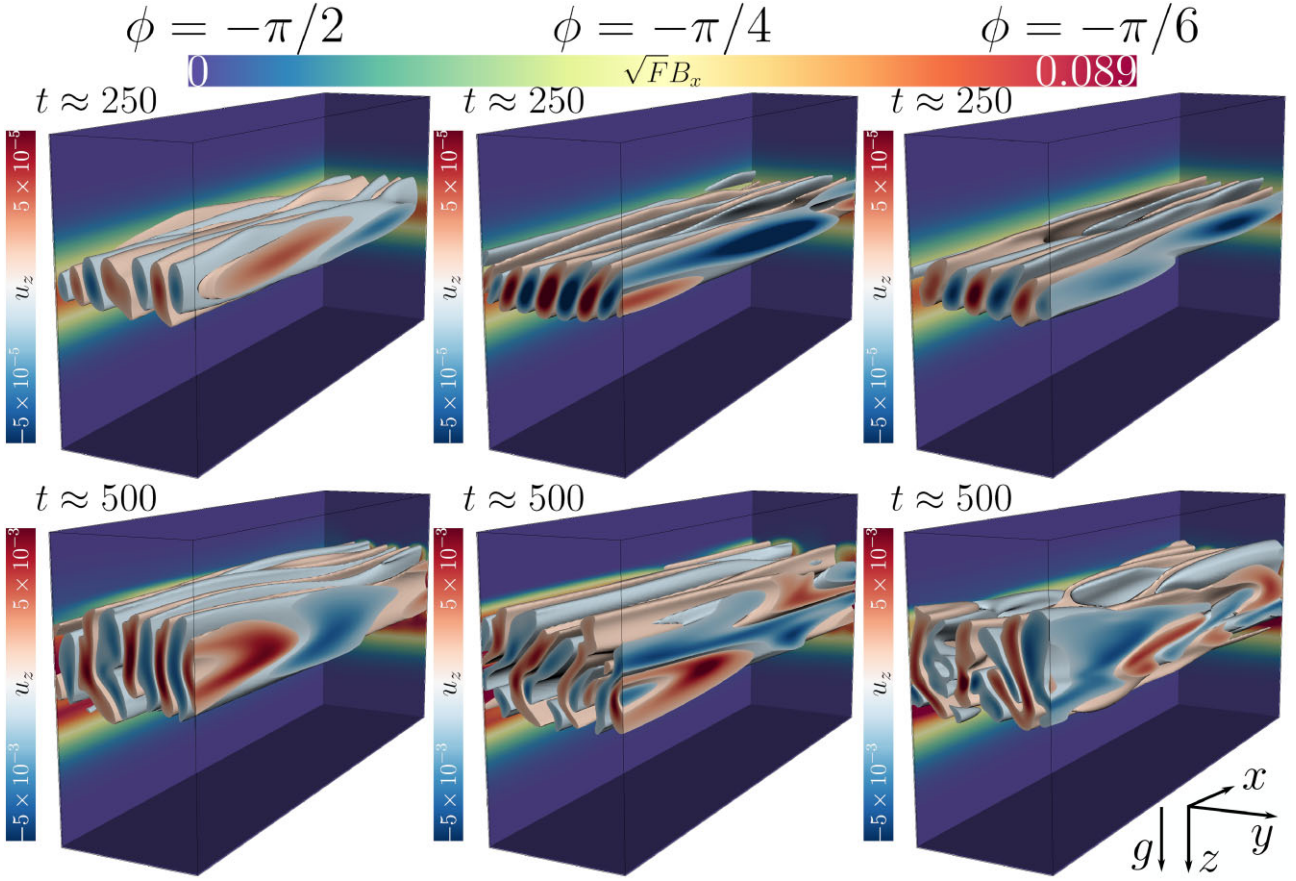 ϕ = −π/2 ϕ = −π/4 ϕ = −π/6
0 √F B_x 0.089
t ≈ 250 t ≈ 250 t ≈ 250
5 × 10⁻⁵ 5 × 10⁻⁵ 5 × 10⁻⁵
u_z u_z u_z
−5 × 10⁻⁵ −5 × 10⁻⁵ −5 × 10⁻⁵
t ≈ 500 t ≈ 500 t ≈ 500
5 × 10⁻³ 5 × 10⁻³ 5 × 10⁻³
u_z u_z u_z
−5 × 10⁻³ −5 × 10⁻³ −5 × 10⁻³
x
y
g z